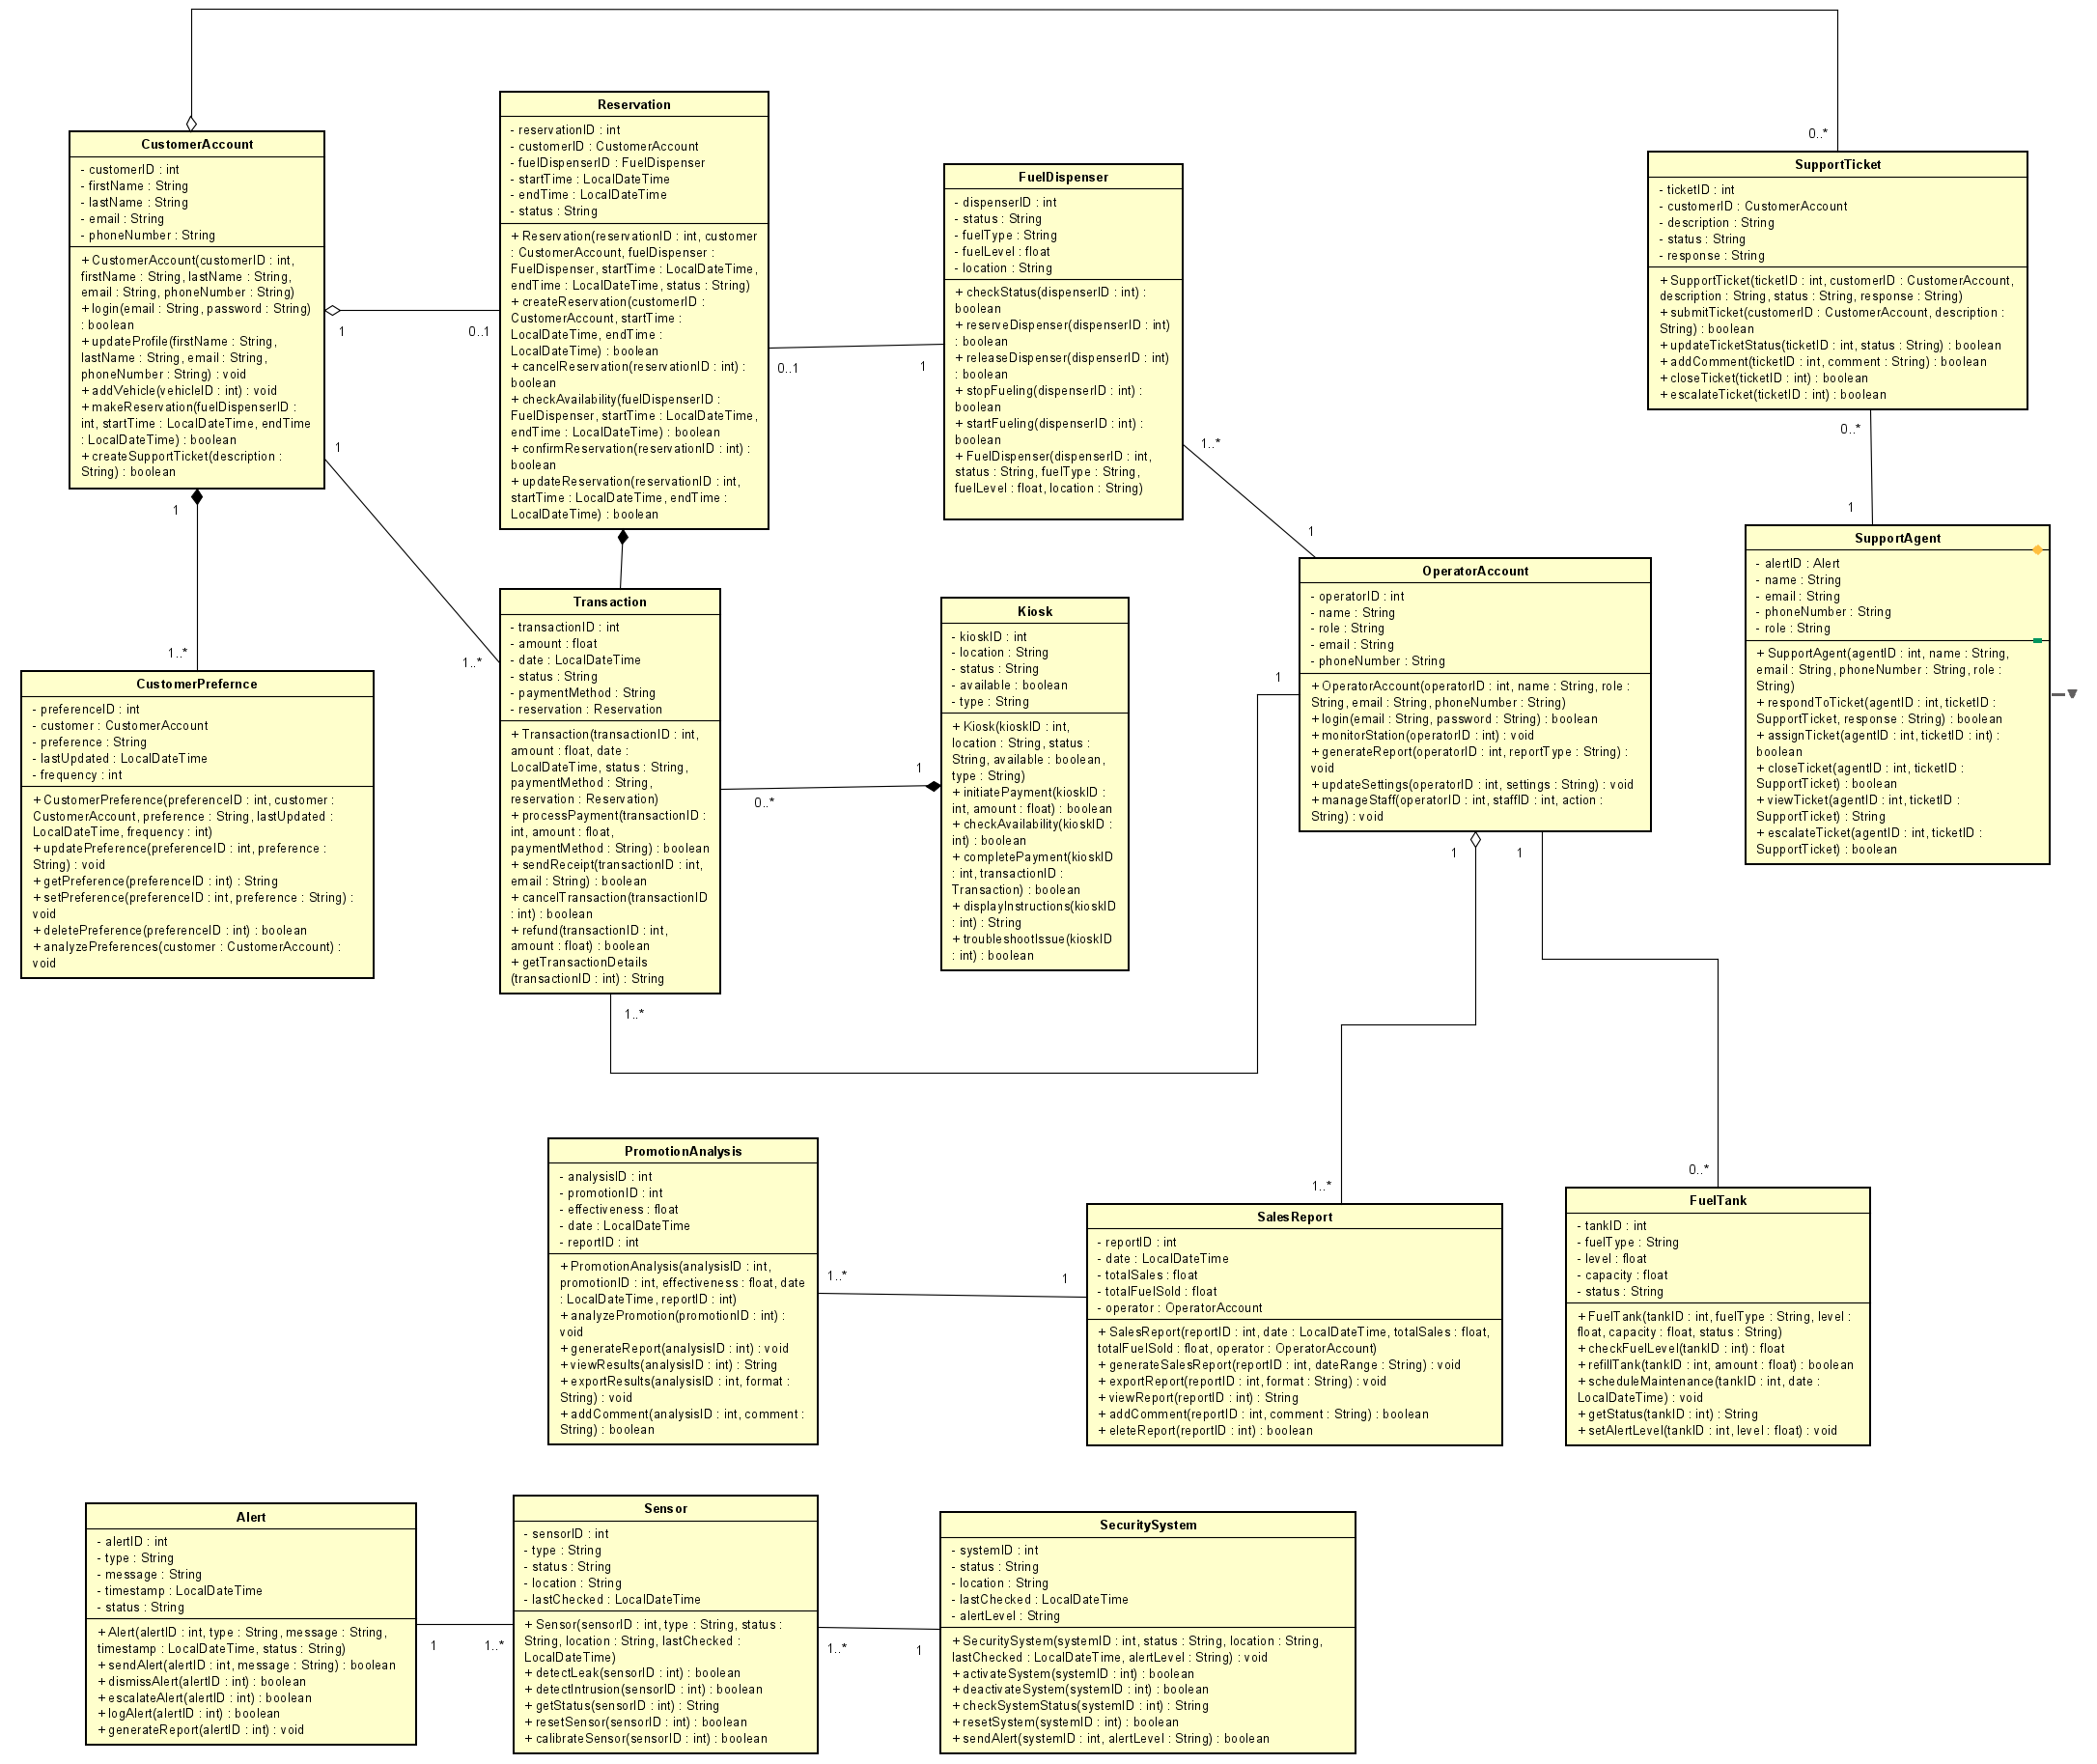 CustomerAccount
- customerID : int
- firstName : String
- lastName : String
- email : String
- phoneNumber : String
+ CustomerAccount(customerID : int,
firstName : String, lastName : String,
email : String, phoneNumber : String)
+ login(email : String, password : String)
: boolean
+ updateProfile(firstName : String,
lastName : String, email : String,
phoneNumber : String) : void
+ addVehicle(vehicleID : int) : void
+ makeReservation(fuelDispenserID :
int, startTime : LocalDateTime, endTime
: LocalDateTime) : boolean
+ createSupportTicket(description :
String) : boolean
1
0..1
1
1..*
1
1..*
Reservation
- reservationID : int
- customerID : CustomerAccount
- fuelDispenserID : FuelDispenser
- startTime : LocalDateTime
- endTime : LocalDateTime
- status : String
+ Reservation(reservationID : int, customer
: CustomerAccount, fuelDispenser :
FuelDispenser, startTime : LocalDateTime,
endTime : LocalDateTime, status : String)
+ createReservation(customerID :
CustomerAccount, startTime :
LocalDateTime, endTime :
LocalDateTime) : boolean
+ cancelReservation(reservationID : int) :
boolean
+ checkAvailability(fuelDispenserID :
FuelDispenser, startTime : LocalDateTime,
endTime : LocalDateTime) : boolean
+ confirmReservation(reservationID : int) :
boolean
+ updateReservation(reservationID : int,
startTime : LocalDateTime, endTime :
LocalDateTime) : boolean
0..1
1
FuelDispenser
- dispenserID : int
- status : String
- fuelType : String
- fuelLevel : float
- location : String
+ checkStatus(dispenserID : int) :
boolean
+ reserveDispenser(dispenserID : int)
: boolean
+ releaseDispenser(dispenserID : int)
: boolean
+ stopFueling(dispenserID : int) :
boolean
+ startFueling(dispenserID : int) :
boolean
+ FuelDispenser(dispenserID : int,
status : String, fuelType : String,
fuelLevel : float, location : String)
1..*
1
0..*
SupportTicket
- ticketID : int
- customerID : CustomerAccount
- description : String
- status : String
- response : String
+ SupportTicket(ticketID : int, customerID : CustomerAccount,
description : String, status : String, response : String)
+ submitTicket(customerID : CustomerAccount, description :
String) : boolean
+ updateTicketStatus(ticketID : int, status : String) : boolean
+ addComment(ticketID : int, comment : String) : boolean
+ closeTicket(ticketID : int) : boolean
+ escalateTicket(ticketID : int) : boolean
0..*
1
SupportAgent
- alertID : Alert
- name : String
- email : String
- phoneNumber : String
- role : String
+ SupportAgent(agentID : int, name : String,
email : String, phoneNumber : String, role :
String)
+ respondToTicket(agentID : int, ticketID :
SupportTicket, response : String) : boolean
+ assignTicket(agentID : int, ticketID : int) :
boolean
+ closeTicket(agentID : int, ticketID :
SupportTicket) : boolean
+ viewTicket(agentID : int, ticketID :
SupportTicket) : String
+ escalateTicket(agentID : int, ticketID :
SupportTicket) : boolean
CustomerPrefernce
- preferenceID : int
- customer : CustomerAccount
- preference : String
- lastUpdated : LocalDateTime
- frequency : int
+ CustomerPreference(preferenceID : int, customer :
CustomerAccount, preference : String, lastUpdated :
LocalDateTime, frequency : int)
+ updatePreference(preferenceID : int, preference :
String) : void
+ getPreference(preferenceID : int) : String
+ setPreference(preferenceID : int, preference : String) :
void
+ deletePreference(preferenceID : int) : boolean
+ analyzePreferences(customer : CustomerAccount) :
void
Transaction
- transactionID : int
- amount : float
- date : LocalDateTime
- status : String
- paymentMethod : String
- reservation : Reservation
+ Transaction(transactionID : int,
amount : float, date :
LocalDateTime, status : String,
paymentMethod : String,
reservation : Reservation)
+ processPayment(transactionID :
int, amount : float,
paymentMethod : String) : boolean
+ sendReceipt(transactionID : int,
email : String) : boolean
+ cancelTransaction(transactionID
: int) : boolean
+ refund(transactionID : int,
amount : float) : boolean
+ getTransactionDetails
(transactionID : int) : String
0..*
1
1..*
1
Kiosk
- kioskID : int
- location : String
- status : String
- available : boolean
- type : String
+ Kiosk(kioskID : int,
location : String, status :
String, available : boolean,
type : String)
+ initiatePayment(kioskID :
int, amount : float) : boolean
+ checkAvailability(kioskID :
int) : boolean
+ completePayment(kioskID
: int, transactionID :
Transaction) : boolean
+ displayInstructions(kioskID
: int) : String
+ troubleshootIssue(kioskID
: int) : boolean
OperatorAccount
- operatorID : int
- name : String
- role : String
- email : String
- phoneNumber : String
+ OperatorAccount(operatorID : int, name : String, role :
String, email : String, phoneNumber : String)
+ login(email : String, password : String) : boolean
+ monitorStation(operatorID : int) : void
+ generateReport(operatorID : int, reportType : String) :
void
+ updateSettings(operatorID : int, settings : String) : void
+ manageStaff(operatorID : int, staffID : int, action :
String) : void
1
1
1..*
0..*
PromotionAnalysis
- analysisID : int
- promotionID : int
- effectiveness : float
- date : LocalDateTime
- reportID : int
+ PromotionAnalysis(analysisID : int,
promotionID : int, effectiveness : float, date
: LocalDateTime, reportID : int)
+ analyzePromotion(promotionID : int) :
void
+ generateReport(analysisID : int) : void
+ viewResults(analysisID : int) : String
+ exportResults(analysisID : int, format :
String) : void
+ addComment(analysisID : int, comment :
String) : boolean
1..*
1
SalesReport
- reportID : int
- date : LocalDateTime
- totalSales : float
- totalFuelSold : float
- operator : OperatorAccount
+ SalesReport(reportID : int, date : LocalDateTime, totalSales : float,
totalFuelSold : float, operator : OperatorAccount)
+ generateSalesReport(reportID : int, dateRange : String) : void
+ exportReport(reportID : int, format : String) : void
+ viewReport(reportID : int) : String
+ addComment(reportID : int, comment : String) : boolean
+ eleteReport(reportID : int) : boolean
FuelTank
- tankID : int
- fuelType : String
- level : float
- capacity : float
- status : String
+ FuelTank(tankID : int, fuelType : String, level :
float, capacity : float, status : String)
+ checkFuelLevel(tankID : int) : float
+ refillTank(tankID : int, amount : float) : boolean
+ scheduleMaintenance(tankID : int, date :
LocalDateTime) : void
+ getStatus(tankID : int) : String
+ setAlertLevel(tankID : int, level : float) : void
Alert
- alertID : int
- type : String
- message : String
- timestamp : LocalDateTime
- status : String
+ Alert(alertID : int, type : String, message : String,
timestamp : LocalDateTime, status : String)
+ sendAlert(alertID : int, message : String) : boolean
+ dismissAlert(alertID : int) : boolean
+ escalateAlert(alertID : int) : boolean
+ logAlert(alertID : int) : boolean
+ generateReport(alertID : int) : void
1
1..*
Sensor
- sensorID : int
- type : String
- status : String
- location : String
- lastChecked : LocalDateTime
+ Sensor(sensorID : int, type : String, status :
String, location : String, lastChecked :
LocalDateTime)
+ detectLeak(sensorID : int) : boolean
+ detectIntrusion(sensorID : int) : boolean
+ getStatus(sensorID : int) : String
+ resetSensor(sensorID : int) : boolean
+ calibrateSensor(sensorID : int) : boolean
1..*
1
SecuritySystem
- systemID : int
- status : String
- location : String
- lastChecked : LocalDateTime
- alertLevel : String
+ SecuritySystem(systemID : int, status : String, location : String,
lastChecked : LocalDateTime, alertLevel : String) : void
+ activateSystem(systemID : int) : boolean
+ deactivateSystem(systemID : int) : boolean
+ checkSystemStatus(systemID : int) : String
+ resetSystem(systemID : int) : boolean
+ sendAlert(systemID : int, alertLevel : String) : boolean